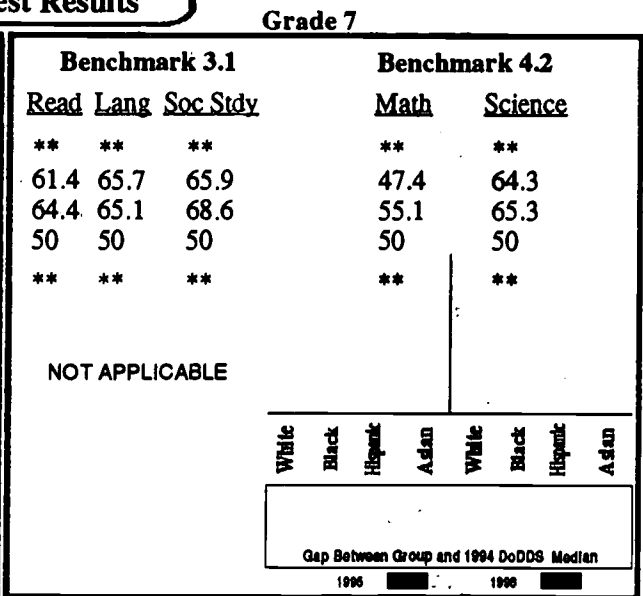 est Results
Grade 7
Benchmark 3.1 Benchmark 4.2
Read Lang Soc Stdy Math Science
** ** ** ** **
61.4 65.7 65.9 47.4 64.3
64.4 65.1 68.6 55.1 65.3
50 50 50 50 50
** ** ** ** **
NOT APPLICABLE
White Black Hispanic Asian White Black Hispanic Asian
Gap Between Group and 1994 DoDDS Median
1995 1996